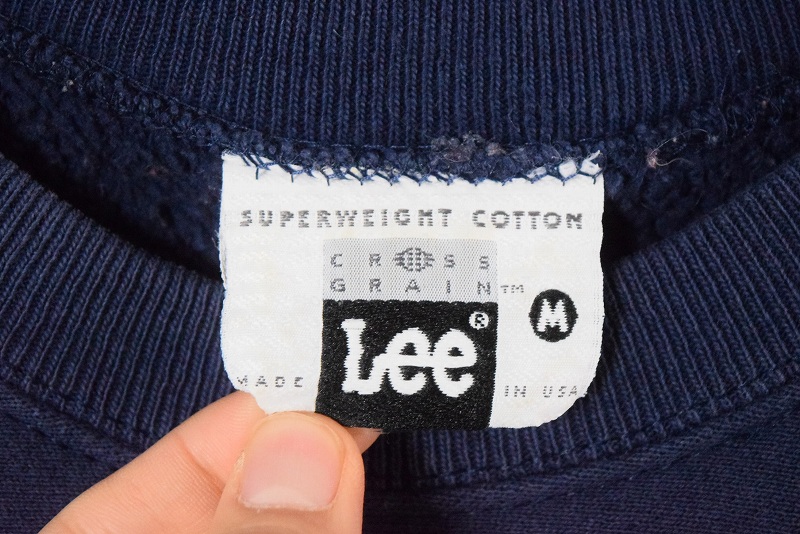 SUPERWEIGHT COTTON
CROSS
GRAIN™
Lee®
M
MADE IN USA